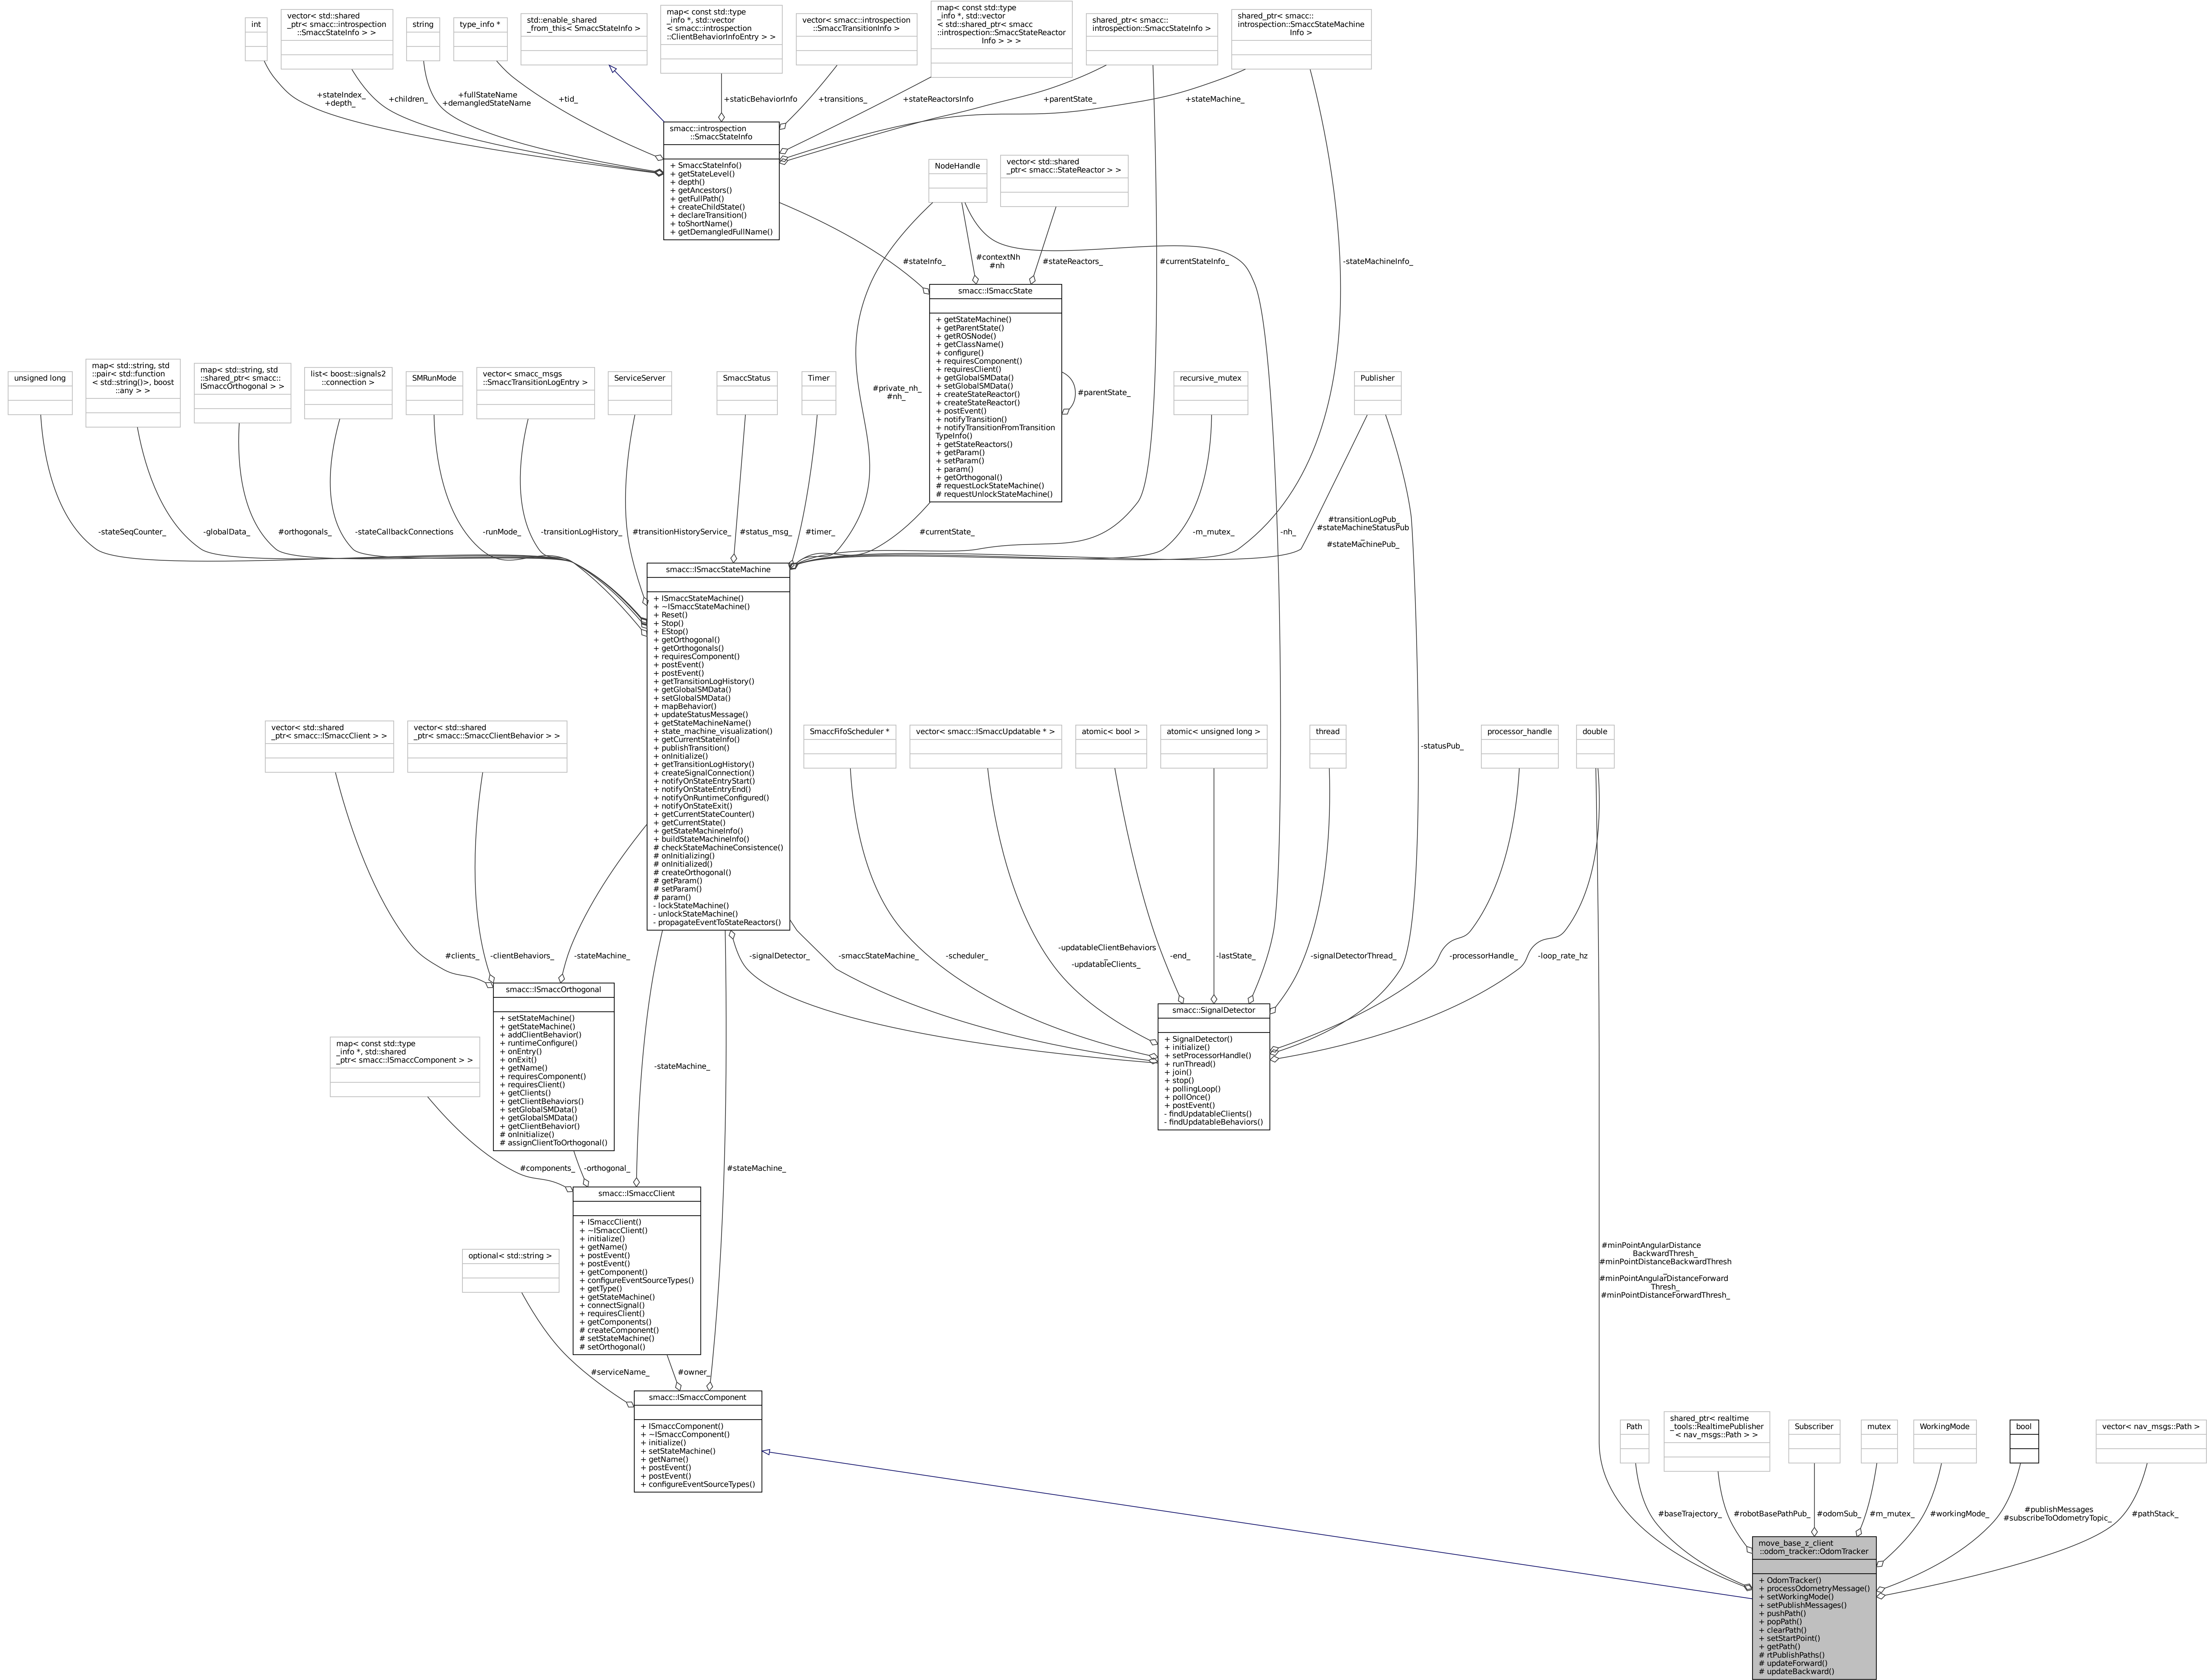 int
vector< std::shared
_ptr< smacc::introspection
::SmaccStateInfo > >
string
type_info *
std::enable_shared
_from_this< SmaccStateInfo >
map< const std::type
_info *, std::vector
< smacc::introspection
::ClientBehaviorInfoEntry > >
vector< smacc::introspection
::SmaccTransitionInfo >
map< const std::type
_info *, std::vector
< std::shared_ptr< smacc
::introspection::SmaccStateReactor
Info > > >
shared_ptr< smacc::
introspection::SmaccStateInfo >
shared_ptr< smacc::
introspection::SmaccStateMachine
Info >
+stateIndex_
+depth_
+children_
+fullStateName
+demangledStateName
+tid_
+staticBehaviorInfo
+transitions_
+stateReactorsInfo
+parentState_
+stateMachine_
smacc::introspection
::SmaccStateInfo
+ SmaccStateInfo()
+ getStateLevel()
+ depth()
+ getAncestors()
+ getFullPath()
+ createChildState()
+ declareTransition()
+ toShortName()
+ getDemangledFullName()
NodeHandle
vector< std::shared
_ptr< smacc::StateReactor > >
#stateInfo_
#contextNh
#nh
#stateReactors_
#currentStateInfo_
-stateMachineInfo_
smacc::ISmaccState
+ getStateMachine()
+ getParentState()
+ getROSNode()
+ getClassName()
+ configure()
+ requiresComponent()
+ requiresClient()
+ getGlobalSMData()
+ setGlobalSMData()
+ createStateReactor()
+ createStateReactor()
+ postEvent()
+ notifyTransition()
+ notifyTransitionFromTransition
TypeInfo()
+ getStateReactors()
+ getParam()
+ setParam()
+ param()
+ getOrthogonal()
# requestLockStateMachine()
# requestUnlockStateMachine()
#parentState_
#private_nh_
#nh_
unsigned long
map< std::string, std
::pair< std::function
< std::string()>, boost
::any > >
map< std::string, std
::shared_ptr< smacc::
ISmaccOrthogonal > >
list< boost::signals2
::connection >
SMRunMode
vector< smacc_msgs
::SmaccTransitionLogEntry >
ServiceServer
SmaccStatus
Timer
recursive_mutex
Publisher
-stateSeqCounter_
-globalData_
#orthogonals_
-stateCallbackConnections
-runMode_
-transitionLogHistory_
#transitionHistoryService_
#status_msg_
#timer_
#currentState_
-m_mutex_
-nh_
#transitionLogPub_
#stateMachineStatusPub
_
#stateMachinePub_
smacc::ISmaccStateMachine
+ ISmaccStateMachine()
+ ~ISmaccStateMachine()
+ Reset()
+ Stop()
+ EStop()
+ getOrthogonal()
+ getOrthogonals()
+ requiresComponent()
+ postEvent()
+ postEvent()
+ getTransitionLogHistory()
+ getGlobalSMData()
+ setGlobalSMData()
+ mapBehavior()
+ updateStatusMessage()
+ getStateMachineName()
+ state_machine_visualization()
+ getCurrentStateInfo()
+ publishTransition()
+ onInitialize()
+ getTransitionLogHistory()
+ createSignalConnection()
+ notifyOnStateEntryStart()
+ notifyOnStateEntryEnd()
+ notifyOnRuntimeConfigured()
+ notifyOnStateExit()
+ getCurrentStateCounter()
+ getCurrentState()
+ getStateMachineInfo()
+ buildStateMachineInfo()
# checkStateMachineConsistence()
# onInitializing()
# onInitialized()
# createOrthogonal()
# getParam()
# setParam()
# param()
- lockStateMachine()
- unlockStateMachine()
- propagateEventToStateReactors()
vector< std::shared
_ptr< smacc::ISmaccClient > >
vector< std::shared
_ptr< smacc::SmaccClientBehavior > >
SmaccFifoScheduler *
vector< smacc::ISmaccUpdatable * >
atomic< bool >
atomic< unsigned long >
thread
-statusPub_
processor_handle
double
#clients_
-clientBehaviors_
-stateMachine_
-signalDetector_
-smaccStateMachine_
-scheduler_
-updatableClientBehaviors
_
-updatableClients_
-end_
-lastState_
-signalDetectorThread_
-processorHandle_
-loop_rate_hz
smacc::ISmaccOrthogonal
+ setStateMachine()
+ getStateMachine()
+ addClientBehavior()
+ runtimeConfigure()
+ onEntry()
+ onExit()
+ getName()
+ requiresComponent()
+ requiresClient()
+ getClients()
+ getClientBehaviors()
+ setGlobalSMData()
+ getGlobalSMData()
+ getClientBehavior()
# onInitialize()
# assignClientToOrthogonal()
smacc::SignalDetector
+ SignalDetector()
+ initialize()
+ setProcessorHandle()
+ runThread()
+ join()
+ stop()
+ pollingLoop()
+ pollOnce()
+ postEvent()
- findUpdatableClients()
- findUpdatableBehaviors()
map< const std::type
_info *, std::shared
_ptr< smacc::ISmaccComponent > >
-stateMachine_
#components_
-orthogonal_
#stateMachine_
smacc::ISmaccClient
+ ISmaccClient()
+ ~ISmaccClient()
+ initialize()
+ getName()
+ postEvent()
+ postEvent()
+ getComponent()
+ configureEventSourceTypes()
+ getType()
+ getStateMachine()
+ connectSignal()
+ requiresClient()
+ getComponents()
# createComponent()
# setStateMachine()
# setOrthogonal()
optional< std::string >
#minPointAngularDistance
BackwardThresh_
#minPointDistanceBackwardThresh
_
#minPointAngularDistanceForward
Thresh_
#minPointDistanceForwardThresh_
#serviceName_
#owner_
smacc::ISmaccComponent
+ ISmaccComponent()
+ ~ISmaccComponent()
+ initialize()
+ setStateMachine()
+ getName()
+ postEvent()
+ postEvent()
+ configureEventSourceTypes()
Path
shared_ptr< realtime
_tools::RealtimePublisher
< nav_msgs::Path > >
Subscriber
mutex
WorkingMode
bool
vector< nav_msgs::Path >
#baseTrajectory_
#robotBasePathPub_
#odomSub_
#m_mutex_
#workingMode_
#publishMessages
#subscribeToOdometryTopic_
#pathStack_
move_base_z_client
::odom_tracker::OdomTracker
+ OdomTracker()
+ processOdometryMessage()
+ setWorkingMode()
+ setPublishMessages()
+ pushPath()
+ popPath()
+ clearPath()
+ setStartPoint()
+ getPath()
# rtPublishPaths()
# updateForward()
# updateBackward()